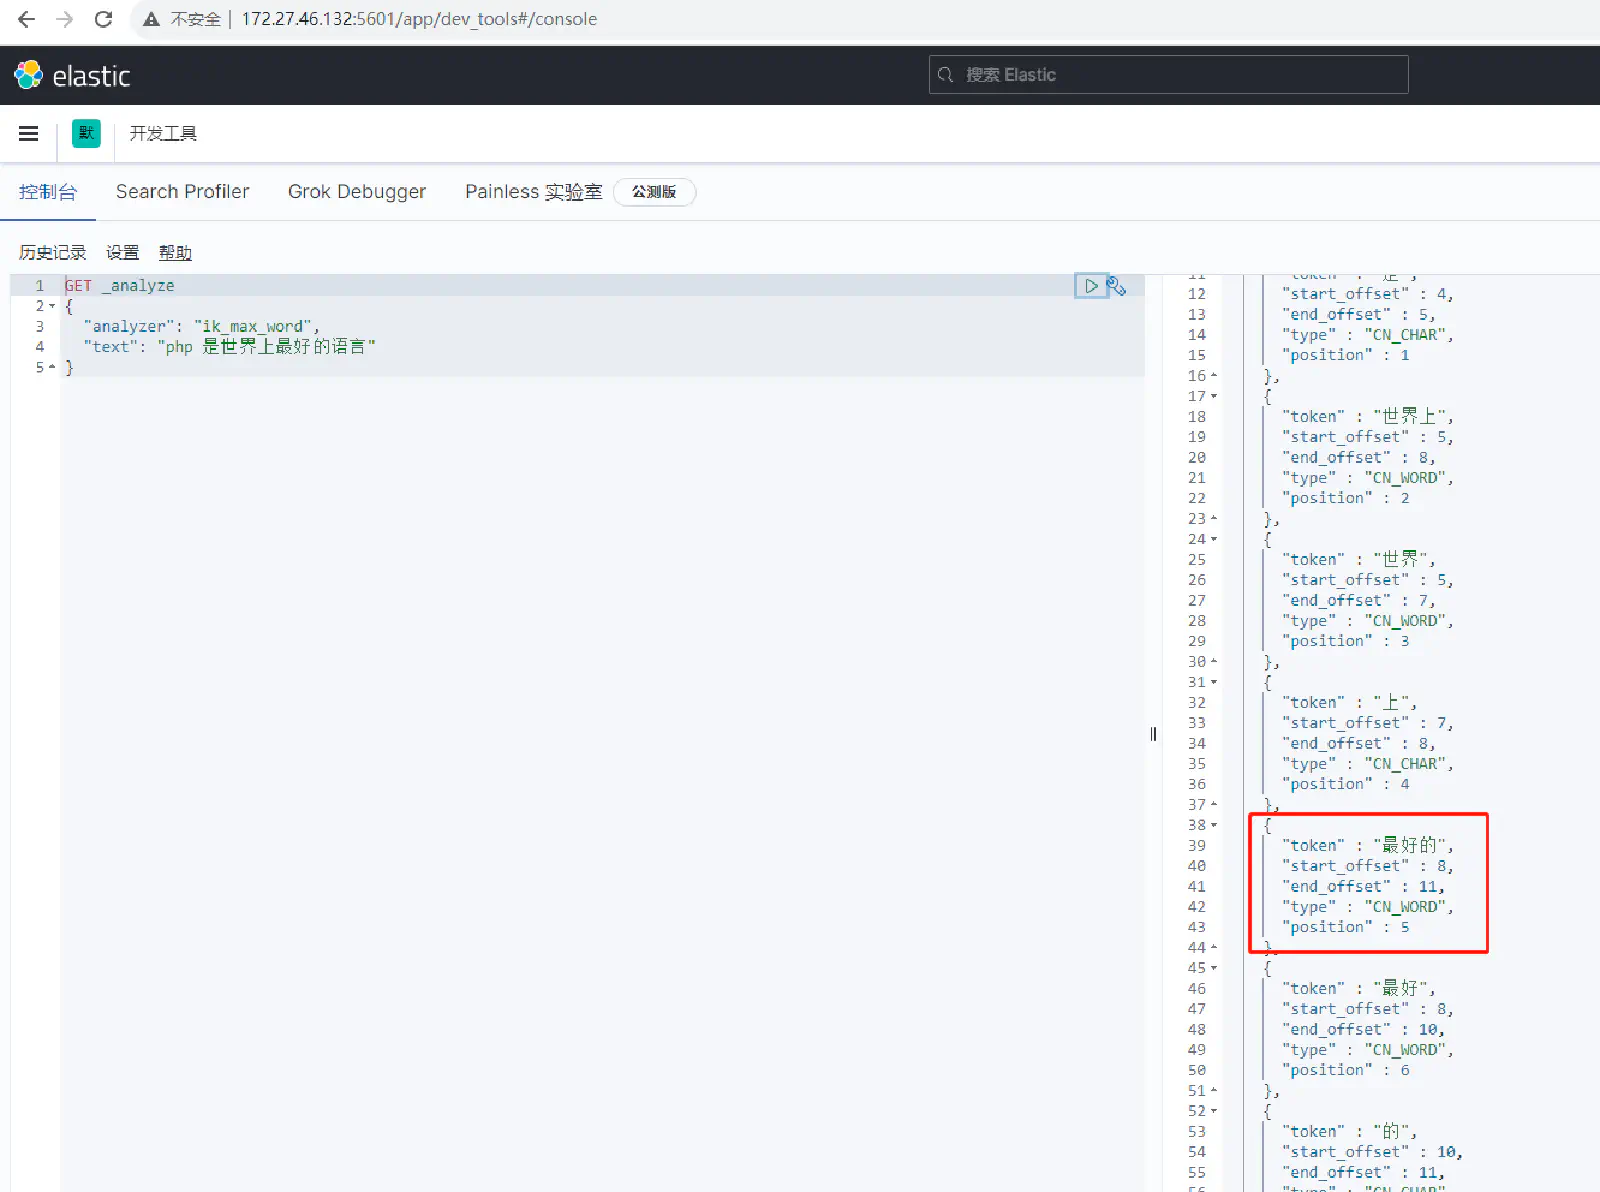 不安全 | 172.27.46.132:5601/app/dev_tools#/console
elastic
搜索 Elastic
默
开发工具
控制台 Search Profiler Grok Debugger Painless 实验室 公测版
历史记录 设置 帮助
1 GET _analyze
2 {
3 "analyzer": "ik_max_word",
4 "text": "php 是世界上最好的语言"
5 }
11 "token" : "是",
12 "start_offset" : 4,
13 "end_offset" : 5,
14 "type" : "CN_CHAR",
15 "position" : 1
16 },
17 {
18 "token" : "世界上",
19 "start_offset" : 5,
20 "end_offset" : 8,
21 "type" : "CN_WORD",
22 "position" : 2
23 },
24 {
25 "token" : "世界",
26 "start_offset" : 5,
27 "end_offset" : 7,
28 "type" : "CN_WORD",
29 "position" : 3
30 },
31 {
32 "token" : "上",
33 "start_offset" : 7,
34 "end_offset" : 8,
35 "type" : "CN_CHAR",
36 "position" : 4
37 },
38 {
39 "token" : "最好的",
40 "start_offset" : 8,
41 "end_offset" : 11,
42 "type" : "CN_WORD",
43 "position" : 5
44 },
45 {
46 "token" : "最好",
47 "start_offset" : 8,
48 "end_offset" : 10,
49 "type" : "CN_WORD",
50 "position" : 6
51 },
52 {
53 "token" : "的",
54 "start_offset" : 10,
55 "end_offset" : 11,
56 "type" : "CN_CHAR",